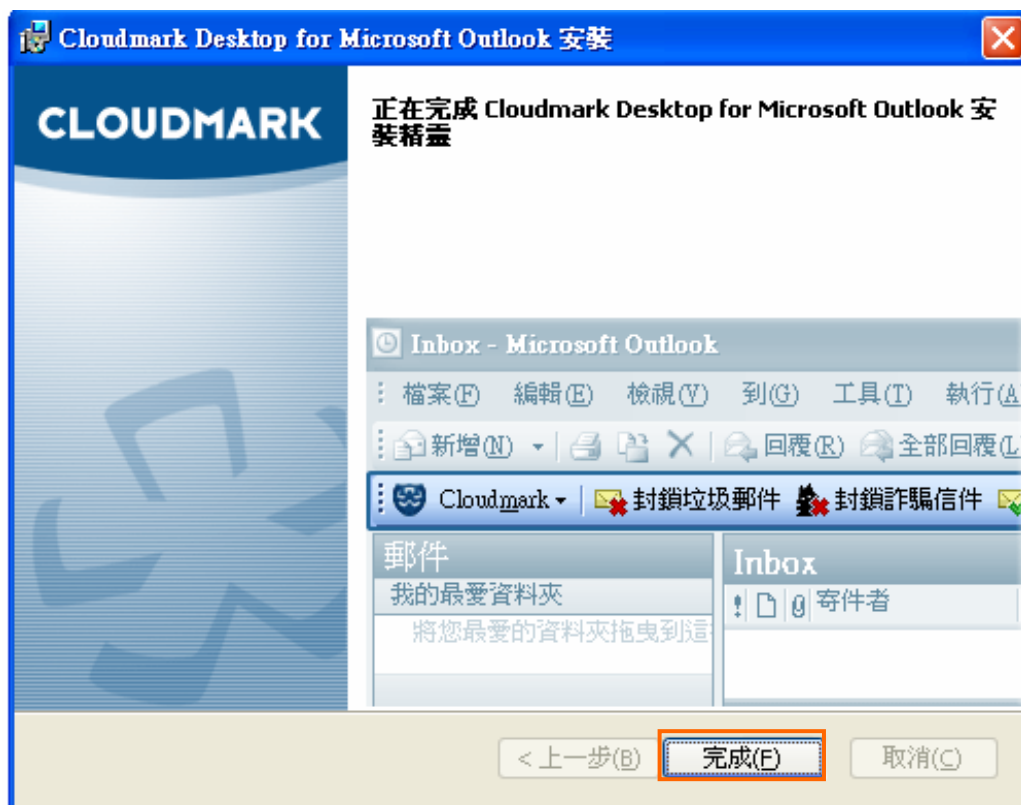 Cloudmark Desktop for Microsoft Outlook 安裝
CLOUDMARK
正在完成 Cloudmark Desktop for Microsoft Outlook 安
裝精靈
Inbox - Microsoft Outlook
檔案(F) 編輯(E) 檢視(V) 到(G) 工具(T) 執行(A
新增(N) 回覆(R) 全部回覆(L
Cloudmark 封鎖垃圾郵件 封鎖詐騙信件
郵件
Inbox
我的最愛資料夾
寄件者
將您最愛的資料夾拖曳到這
< 上一步(B) 完成(F) 取消(C)